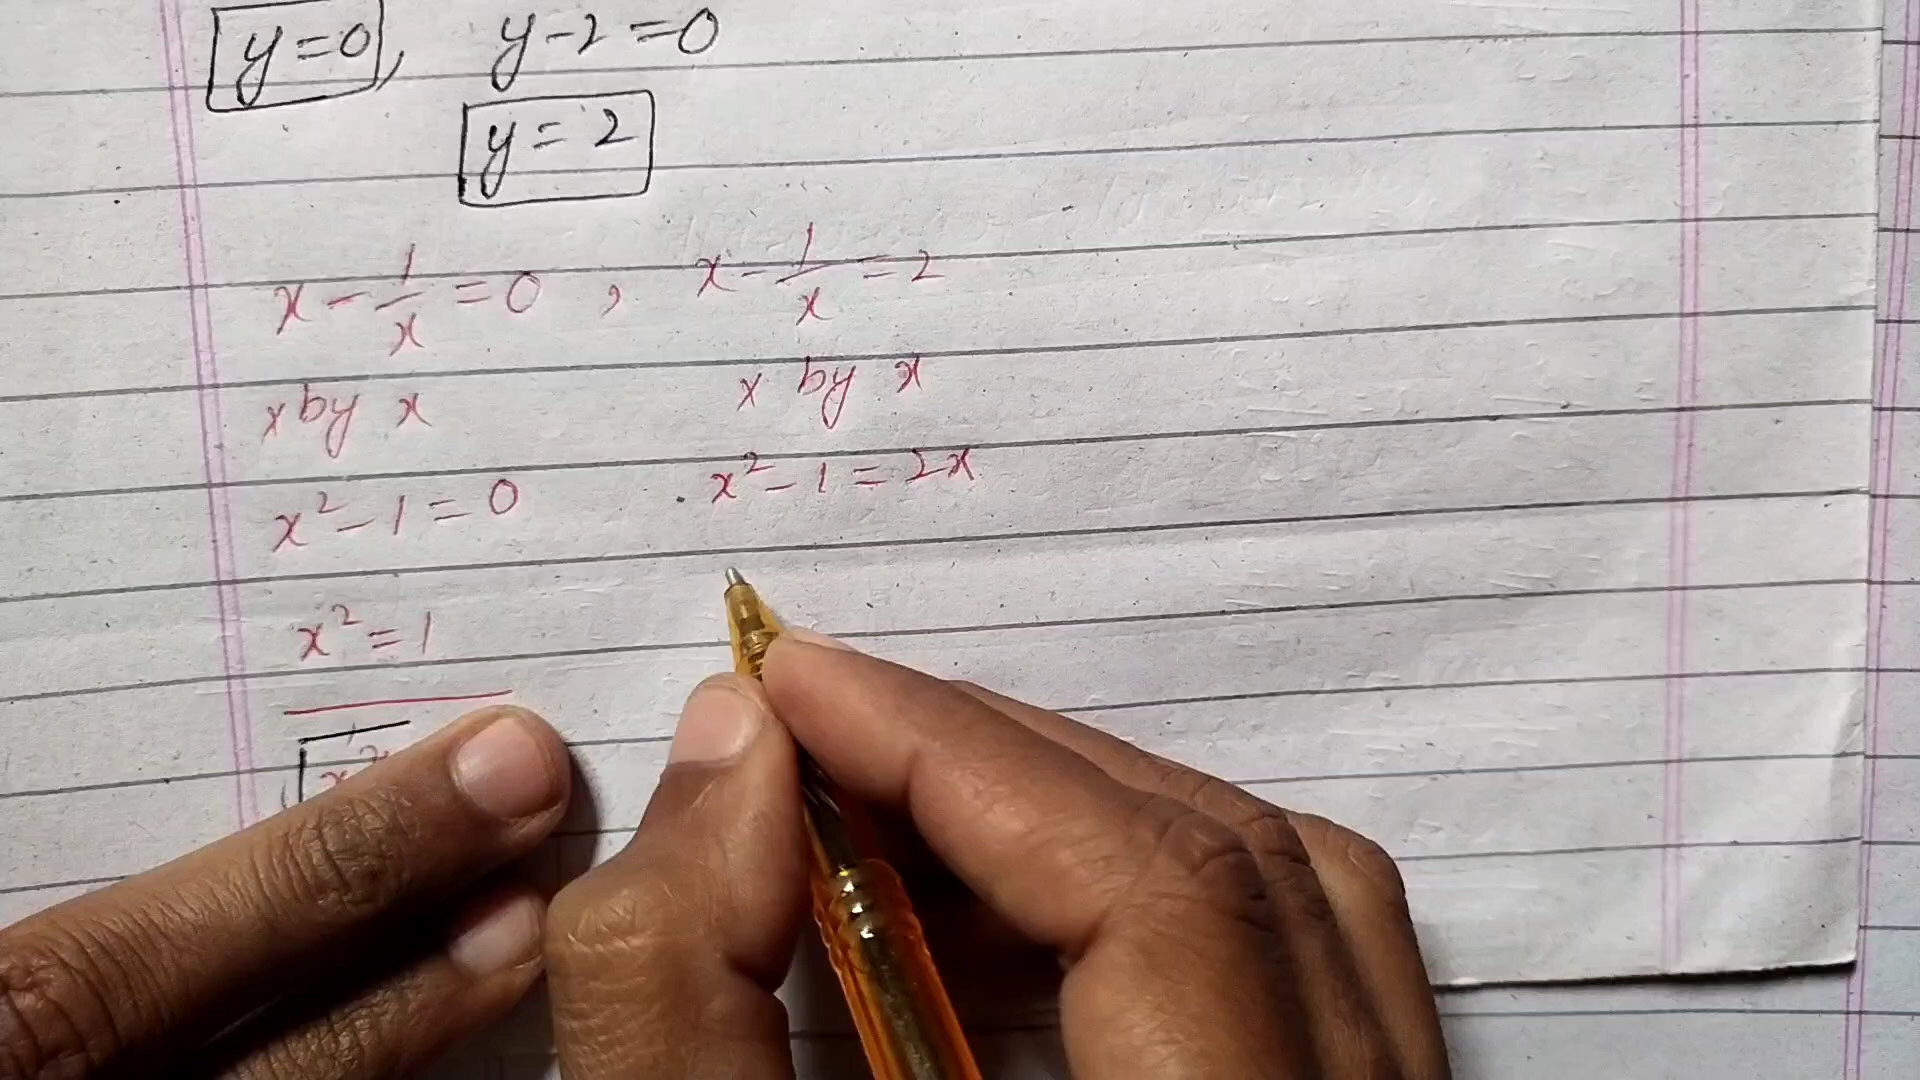 y=0, y-2=0
y=2
x-1/x=0, x-1/x=2
x by x x by x
x²-1=0 x²-1=2x
x²=1